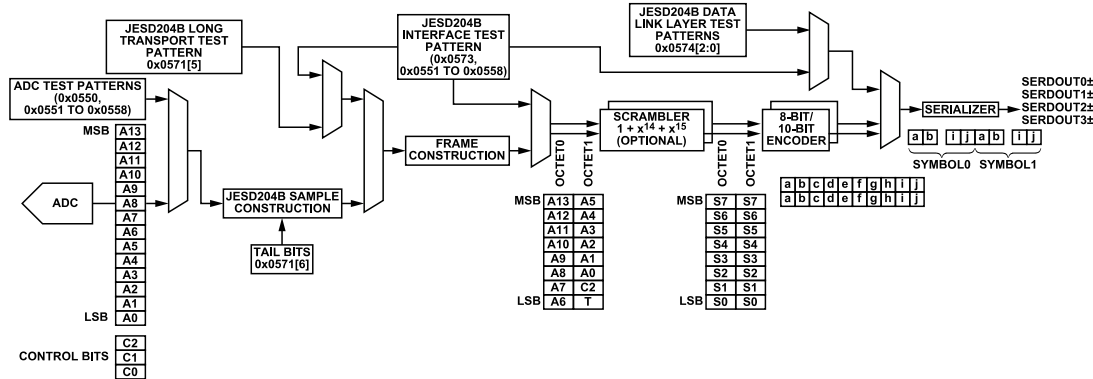 JESD204B LONG
TRANSPORT TEST
PATTERN
0x0571[5]
JESD204B
INTERFACE TEST
PATTERN
(0x0573,
0x0551 TO 0x0558)
JESD204B DATA
LINK LAYER TEST
PATTERNS
0x0574[2:0]
ADC TEST PATTERNS
(0x0550,
0x0551 TO 0x0558)
MSB
A13
A12
A11
A10
A9
A8
A7
A6
A5
A4
A3
A2
A1
LSB A0
CONTROL BITS
C2
C1
C0
ADC
JESD204B SAMPLE
CONSTRUCTION
TAIL BITS
0x0571[6]
FRAME
CONSTRUCTION
OCTET0
OCTET1
MSB A13 A5
A12 A4
A11 A3
A10 A2
A9 A1
A8 A0
A7 C2
LSB A6 T
SCRAMBLER
1 + x14 + x15
(OPTIONAL)
OCTET0
OCTET1
MSB S7 S7
S6 S6
S5 S5
S4 S4
S3 S3
S2 S2
S1 S1
LSB S0 S0
8-BIT/
10-BIT
ENCODER
a b c d e f g h i j
a b c d e f g h i j
SERIALIZER
SERDOUT0±
SERDOUT1±
SERDOUT2±
SERDOUT3±
a b i j a b i j
SYMBOL0 SYMBOL1